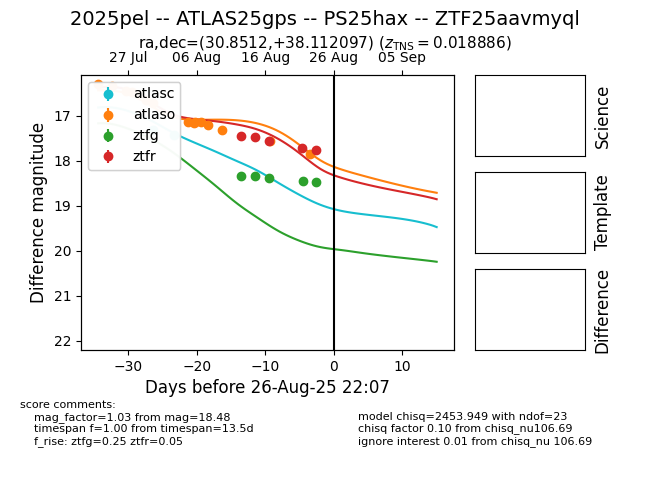 2025pel -- ATLAS25gps -- PS25hax -- ZTF25aavmyql
ra,dec=(30.8512,+38.112097) (z_TNS = 0.018886)
27 Jul 06 Aug 16 Aug 26 Aug 05 Sep
atlasc
atlaso
ztfg
ztfr
17
18
19
20
21
22
Difference magnitude
−30 −20 −10 0 10
Days before 26-Aug-25 22:07
Science
Template
Difference
score comments:
mag_factor=1.03 from mag=18.48
timespan f=1.00 from timespan=13.5d
f_rise: ztfg=0.25 ztfr=0.05
model chisq=2453.949 with ndof=23
chisq factor 0.10 from chisq_nu106.69
ignore interest 0.01 from chisq_nu 106.69